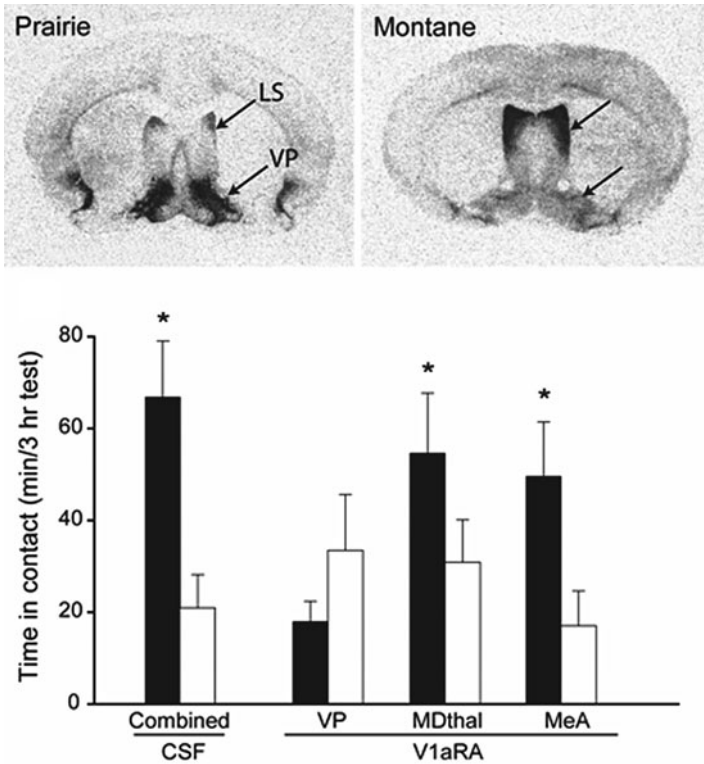 Prairie
LS
VP
Montane
Time in contact (min/3 hr test)
80
60
40
20
0
*
*
*
Combined
VP
MDthal
MeA
CSF
V1aRA